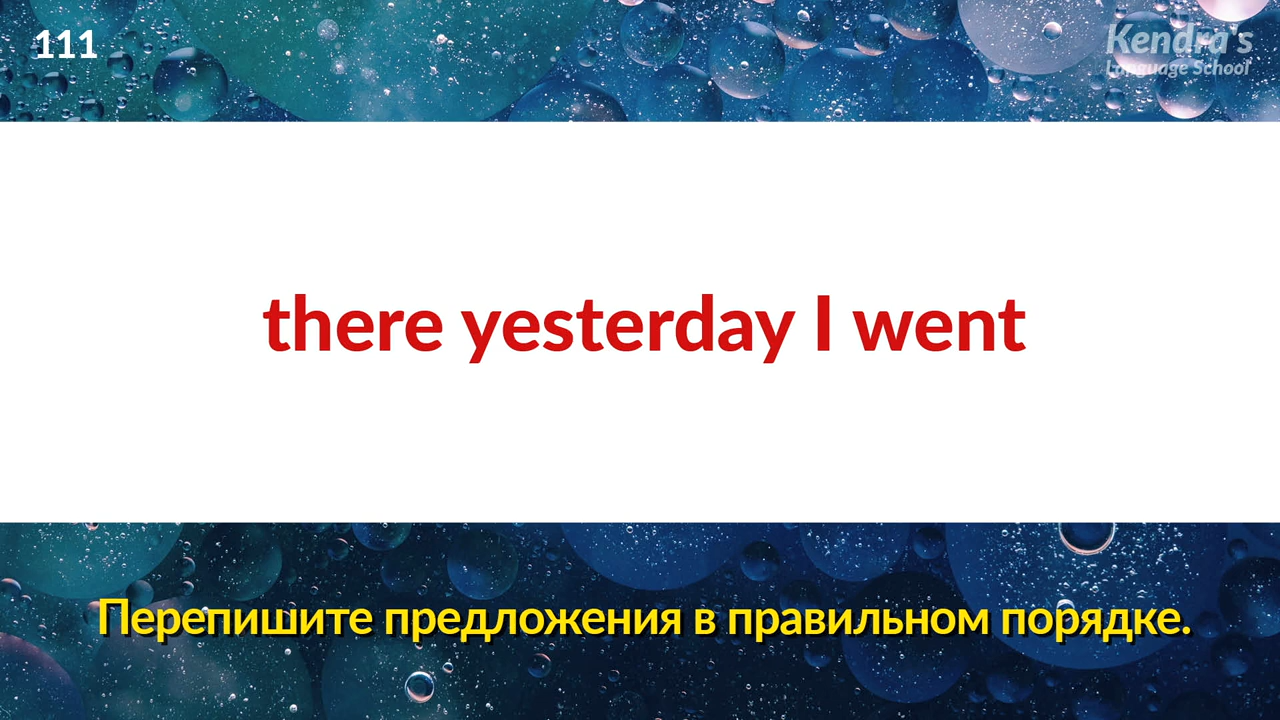 111
Kendra's
Language School
there yesterday I went
Перепишите предложения в правильном порядке.